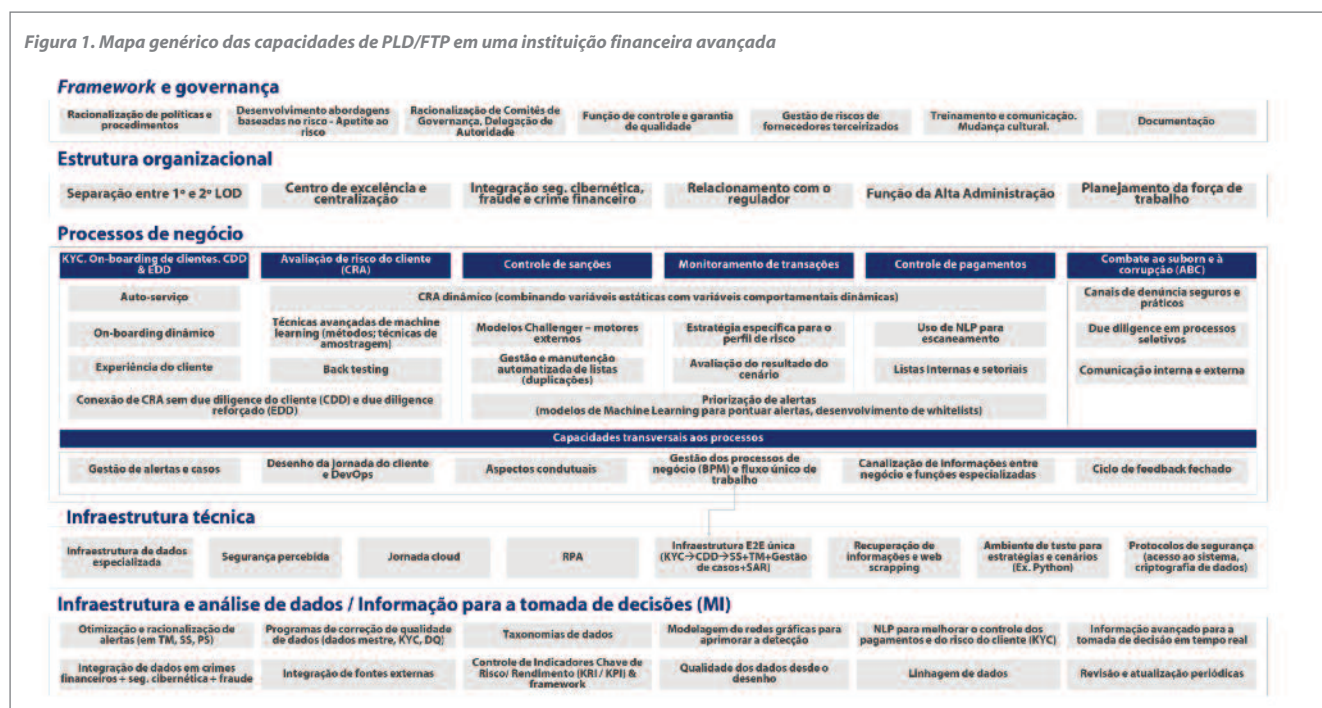 Figura 1. Mapa genérico das capacidades de PLD/FTP em uma instituição financeira avançada
Framework e governança
Racionalização de políticas e
procedimentos
Desenvolvimento abordagens
baseadas no risco - Apetite ao
risco
Racionalização de Comitês de
Governança, Delegação de
Autoridade
Função de controle e garantia
de qualidade
Gestão de riscos de
fornecedores terceirizados
Treinamento e comunicação.
Mudança cultural.
Documentação
Estrutura organizacional
Separação entre 1º e 2º LOD
Centro de excelência e
centralização
Integração seg. cibernética,
fraude e crime financeiro
Relacionamento com o
regulador
Função da Alta Administração
Planejamento da força de
trabalho
Processos de negócio
KYC. On-boarding de clientes. CDD
& EDD
Avaliação de risco do cliente
(CRA)
Controle de sanções
Monitoramento de transações
Controle de pagamentos
Combate ao suborn e à
corrupção (ABC)
Auto-serviço
CRA dinâmico (combinando variáveis estáticas com variáveis comportamentais dinâmicas)
Canais de denúncia seguros e
práticos
On-boarding dinâmico
Técnicas avançadas de machine
learning (métodos; técnicas de
amostragem)
Modelos Challenger – motores
externos
Estratégia específica para o
perfil de risco
Uso de NLP para
escaneamento
Due diligence em processos
seletivos
Experiência do cliente
Back testing
Gestão e manutenção
automatizada de listas
(duplicações)
Avaliação do resultado do
cenário
Listas Internas e setoriais
Comunicação interna e externa
Conexão de CRA sem due diligence do cliente (CDD) e due diligence
reforçado (EDD)
Priorização de alertas
(modelos de Machine Learning para pontuar alertas, desenvolvimento de whitelists)
Capacidades transversais aos processos
Gestão de alertas e casos
Desenho da Jornada do cliente
e DevOps
Aspectos condutuais
Gestão dos processos de
negócio (BPM) e fluxo único de
trabalho
Canalização de informações entre
negócio e funções especializadas
Ciclo de feedback fechado
Infraestrutura técnica
Infraestrutura de dados
especializada
Segurança percebida
Jornada cloud
RPA
Infraestrutura E2E única
(KYC→CDD→SS+TM+Gestão
de casos+SAR)
Recuperação de
informações e web
scrapping
Ambiente de teste para
estratégias e cenários
(Ex. Python)
Protocolos de segurança
(acesso ao sistema,
criptografia de dados)
Infraestrutura e análise de dados / Informação para a tomada de decisões (MI)
Otimização e racionalização de
alertas (em TM, SS, PS)
Programas de correção de qualidade
de dados (dados mestre, KYC, DQ)
Taxonomias de dados
Modelagem de redes gráficas para
aprimorar a detecção
NLP para melhorar o controle dos
pagamentos e do risco do cliente (KYC)
Informação avançado para a
tomada de decisão em tempo real
Integração de dados em crimes
financeiros + seg. cibernética + fraude
Integração de fontes externas
Controle de Indicadores Chave de
Risco/ Rendimento (KRI / KPI) &
framework
Qualidade dos dados desde o
desenho
Linhagem de dados
Revisão e atualização periódicas